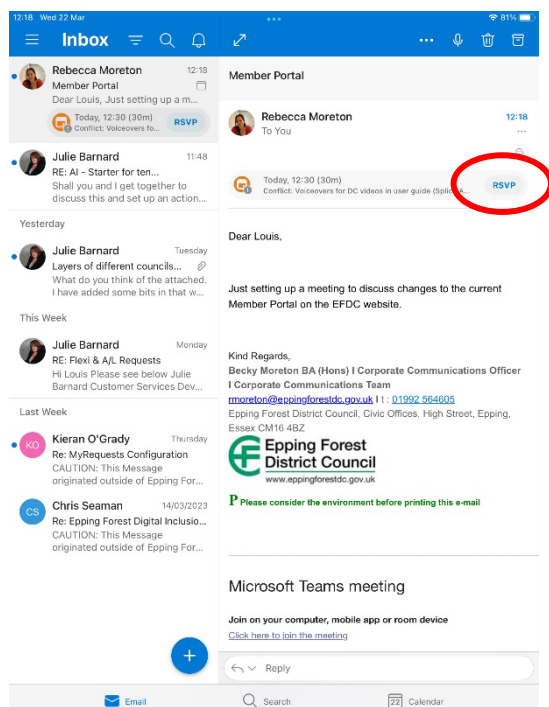 12:18 Wed 22 Mar
81%
Inbox
Rebecca Moreton 12:18
Member Portal
Dear Louis, Just setting up a m...
Today, 12:30 (30m)
Conflict: Voiceovers fo...
RSVP
Julie Barnard 11:48
RE: AI - Starter for ten...
Shall you and I get together to
discuss this and set up an action...
Yesterday
Julie Barnard Tuesday
Layers of different councils...
What do you think of the attached.
I have added some bits in that w...
This Week
Julie Barnard Monday
RE: Flexi & A/L Requests
Hi Louis Please see below Julie
Barnard Customer Services Dev...
Last Week
KO
Kieran O'Grady Thursday
Re: MyRequests Configuration
CAUTION: This Message
originated outside of Epping For...
CS
Chris Seaman 14/03/2023
Re: Epping Forest Digital Inclusio...
CAUTION: This Message
originated outside of Epping For...
Member Portal
Rebecca Moreton 12:18
To You
Today, 12:30 (30m)
Conflict: Voiceovers for DC videos in user guide (Splic A...
RSVP
Dear Louis,
Just setting up a meeting to discuss changes to the current
Member Portal on the EFDC website.
Kind Regards,
Becky Moreton BA (Hons) I Corporate Communications Officer
I Corporate Communications Team
rmoreton@eppingforestdc.gov.uk I t : 01992 564605
Epping Forest District Council, Civic Offices, High Street, Epping,
Essex CM16 4BZ
Epping Forest
District Council
www.eppingforestdc.gov.uk
P Please consider the environment before printing this e-mail
Microsoft Teams meeting
Join on your computer, mobile app or room device
Click here to join the meeting
Reply
Email
Search
22 Calendar